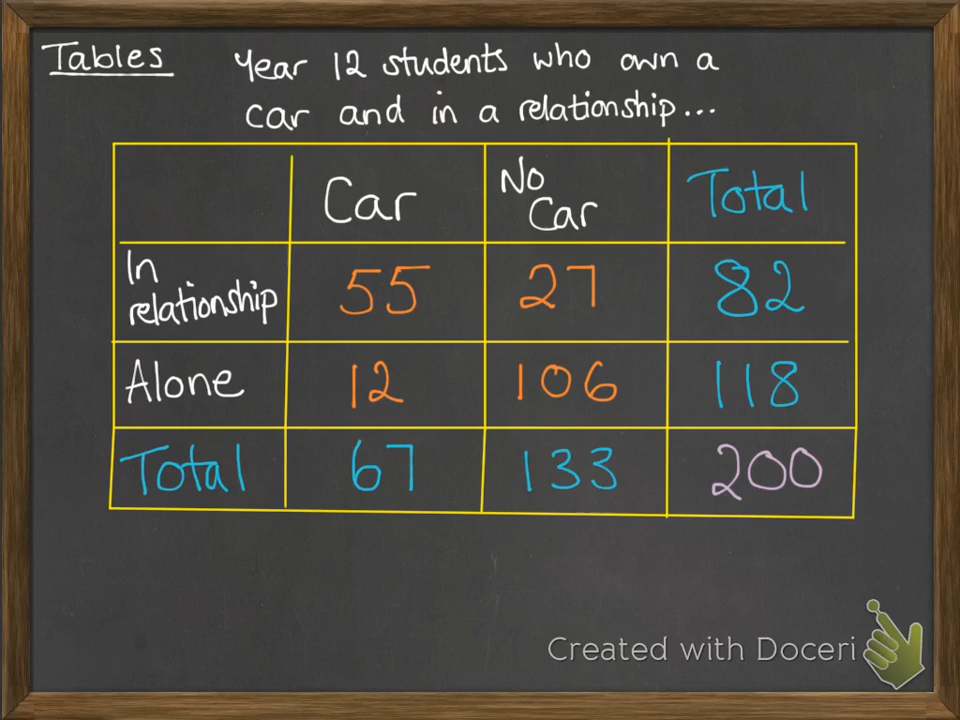 Tables
Year 12 students who own a
car and in a relationship...
Car No Car Total
In relationship 55 27 82
Alone 12 106 118
Total 67 133 200
Created with Doceri